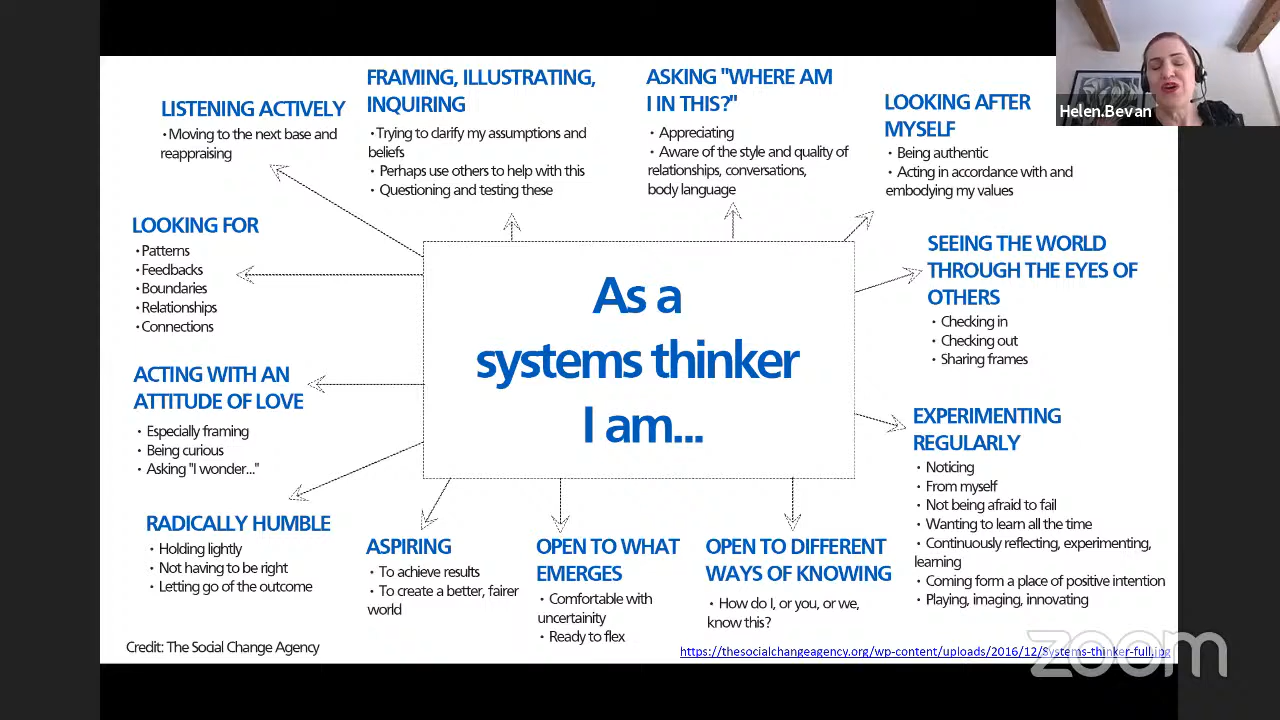 LISTENING ACTIVELY
•Moving to the next base and
reappraising
FRAMING, ILLUSTRATING,
INQUIRING
•Trying to clarify my assumptions and
beliefs
• Perhaps use others to help with this
• Questioning and testing these
ASKING "WHERE AM
I IN THIS?"
• Appreciating
• Aware of the style and quality of
relationships, conversations,
body language
LOOKING AFTER
MYSELF
• Being authentic
• Acting in accordance with and
embodying my values
Helen.Bevan
LOOKING FOR
•Patterns
•Feedbacks
•Boundaries
•Relationships
•Connections
As a
systems thinker
I am...
SEEING THE WORLD
THROUGH THE EYES OF
OTHERS
• Checking in
• Checking out
• Sharing frames
ACTING WITH AN
ATTITUDE OF LOVE
• Especially framing
• Being curious
• Asking "I wonder..."
EXPERIMENTING
REGULARLY
• Noticing
• From myself
• Not being afraid to fail
• Wanting to learn all the time
• Continuously reflecting, experimenting,
learning
• Coming form a place of positive intention
• Playing, imaging, innovating
RADICALLY HUMBLE
• Holding lightly
• Not having to be right
• Letting go of the outcome
ASPIRING
• To achieve results
• To create a better, fairer
world
OPEN TO WHAT
EMERGES
• Comfortable with
uncertainity
• Ready to flex
OPEN TO DIFFERENT
WAYS OF KNOWING
• How do I, or you, or we,
know this?
Credit: The Social Change Agency
https://thesocialchangeagency.org/wp-content/uploads/2016/12/Systems-thinker-full.jpg
zoom